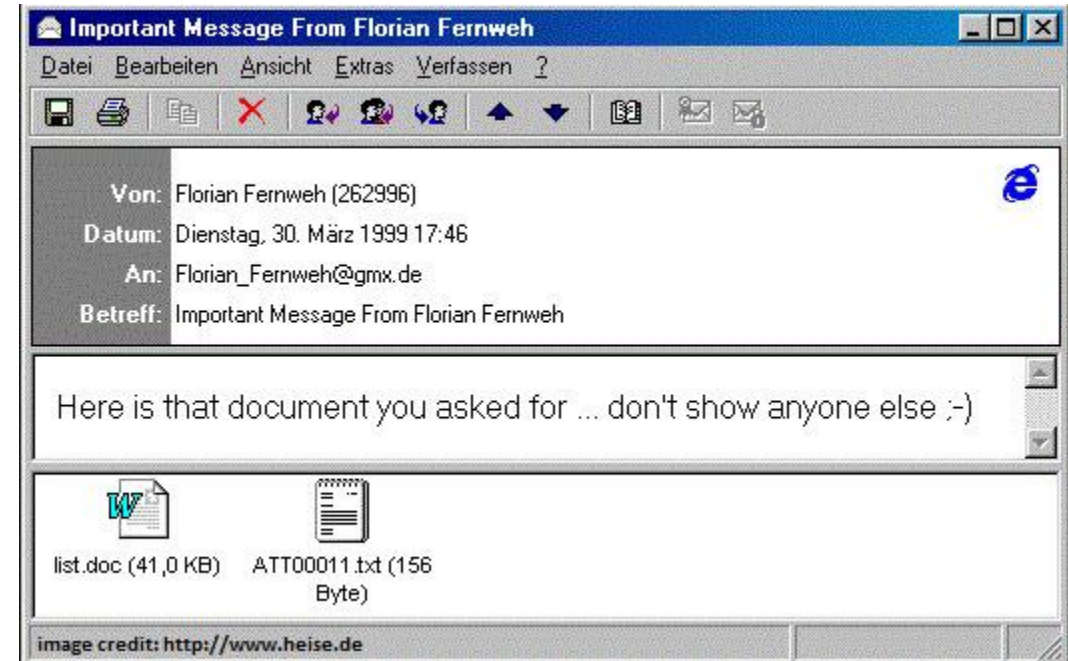 Important Message From Florian Fernweh
Datei Bearbeiten Ansicht Extras Verfassen ?
Von: Florian Fernweh (262996)
Datum: Dienstag, 30. März 1999 17:46
An: Florian_Fernweh@gmx.de
Betreff: Important Message From Florian Fernweh
Here is that document you asked for ... don't show anyone else ;-)
list.doc (41,0 KB) ATT00011.txt (156
Byte)
image credit: http://www.heise.de